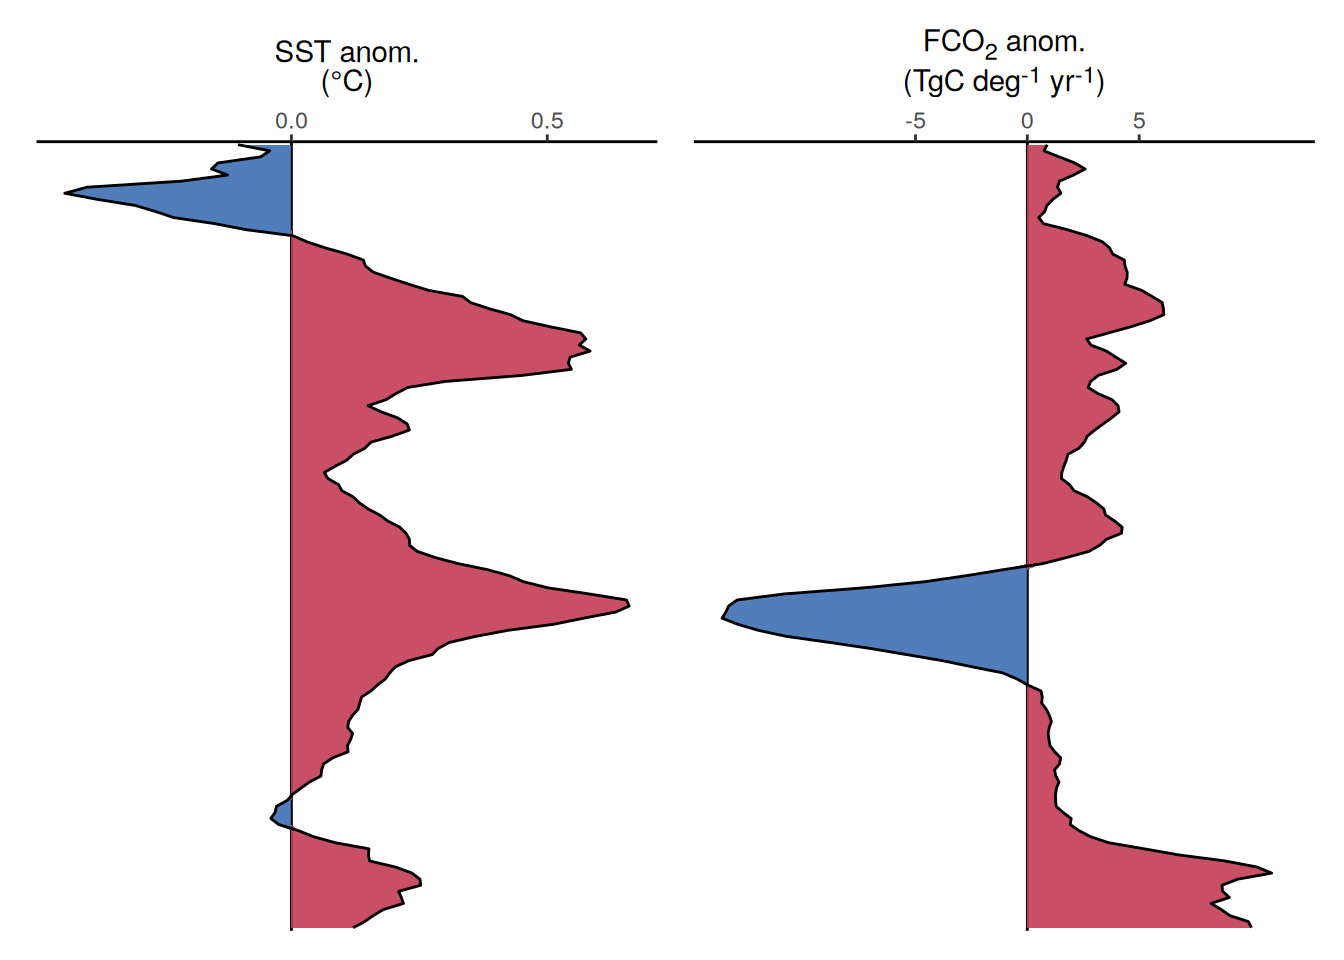 SST anom.
(°C)
0.0 0.5
FCO₂ anom.
(TgC deg⁻¹ yr⁻¹)
-5 0 5